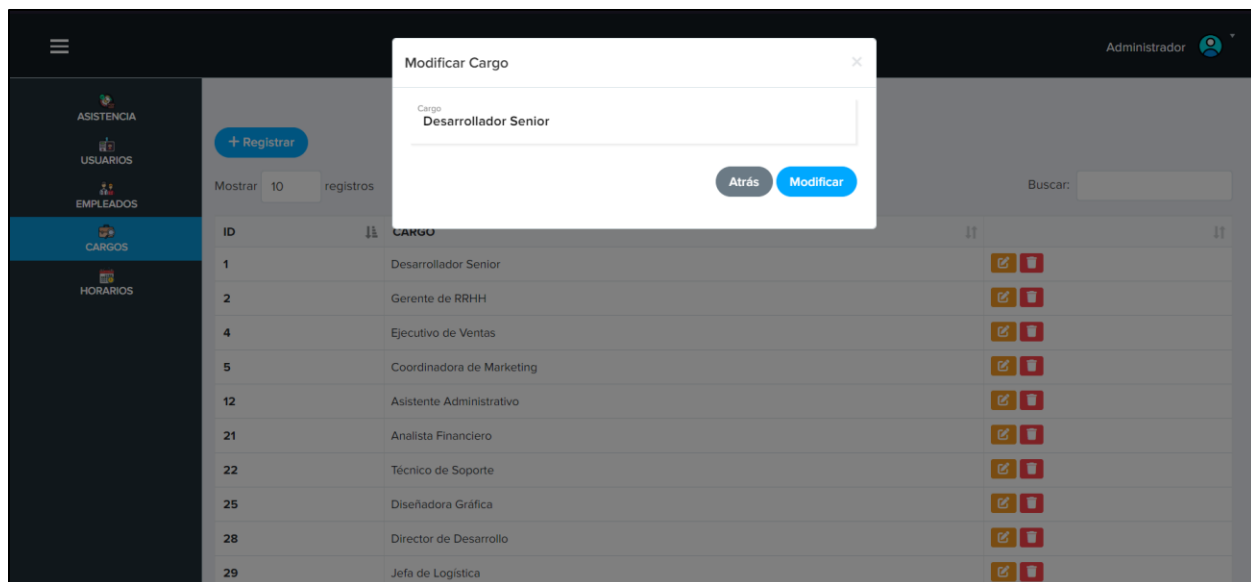 Administrador
Modificar Cargo
Cargo
Desarrollador Senior
Atrás Modificar
ASISTENCIA
USUARIOS
EMPLEADOS
CARGOS
HORARIOS
+ Registrar
Mostrar 10 registros
Buscar:
ID CARGO
1 Desarrollador Senior
2 Gerente de RRHH
4 Ejecutivo de Ventas
5 Coordinadora de Marketing
12 Asistente Administrativo
21 Analista Financiero
22 Técnico de Soporte
25 Diseñadora Gráfica
28 Director de Desarrollo
29 Jefa de Logística